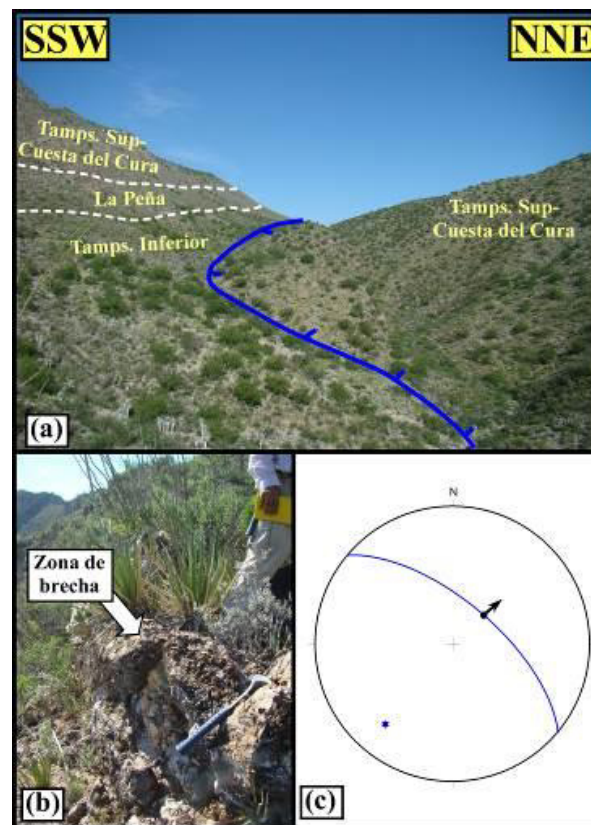 SSW
NNE
Tamps. Sup-
Cuesta del Cura
La Peña
Tamps. Inferior
Tamps. Sup-
Cuesta del Cura
(a)
Zona de
brecha
(b)
N
(c)